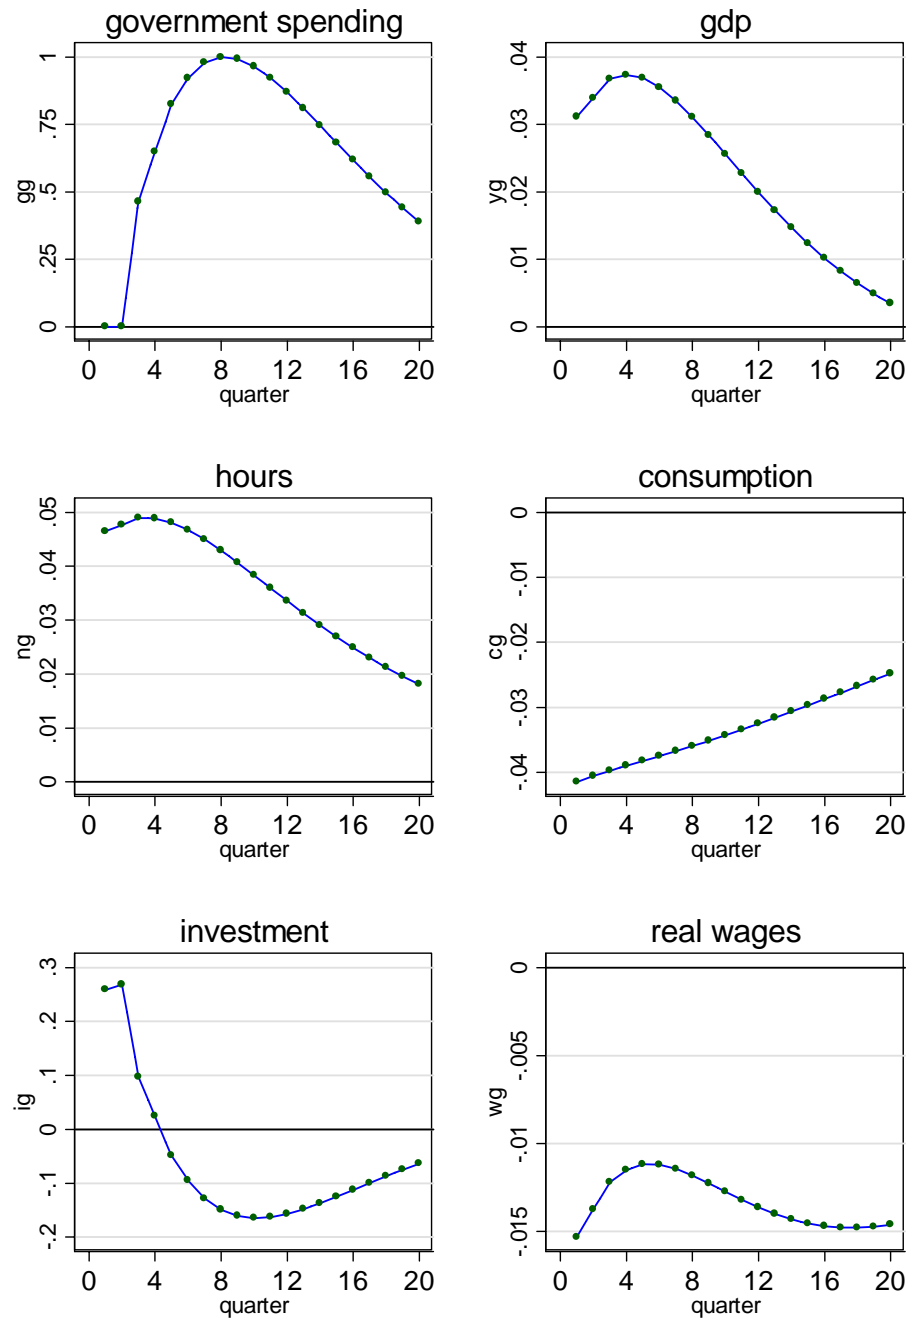 government spending
1
.75
.5
.25
0
gg
0 4 8 12 16 20
quarter
gdp
.04
.03
.02
.01
0
yg
0 4 8 12 16 20
quarter
hours
.05
.04
.03
.02
.01
0
ng
0 4 8 12 16 20
quarter
consumption
0
-.01
-.02
-.03
-.04
cg
0 4 8 12 16 20
quarter
investment
.3
.2
.1
0
-.1
-.2
ig
0 4 8 12 16 20
quarter
real wages
0
-.005
-.01
-.015
wg
0 4 8 12 16 20
quarter